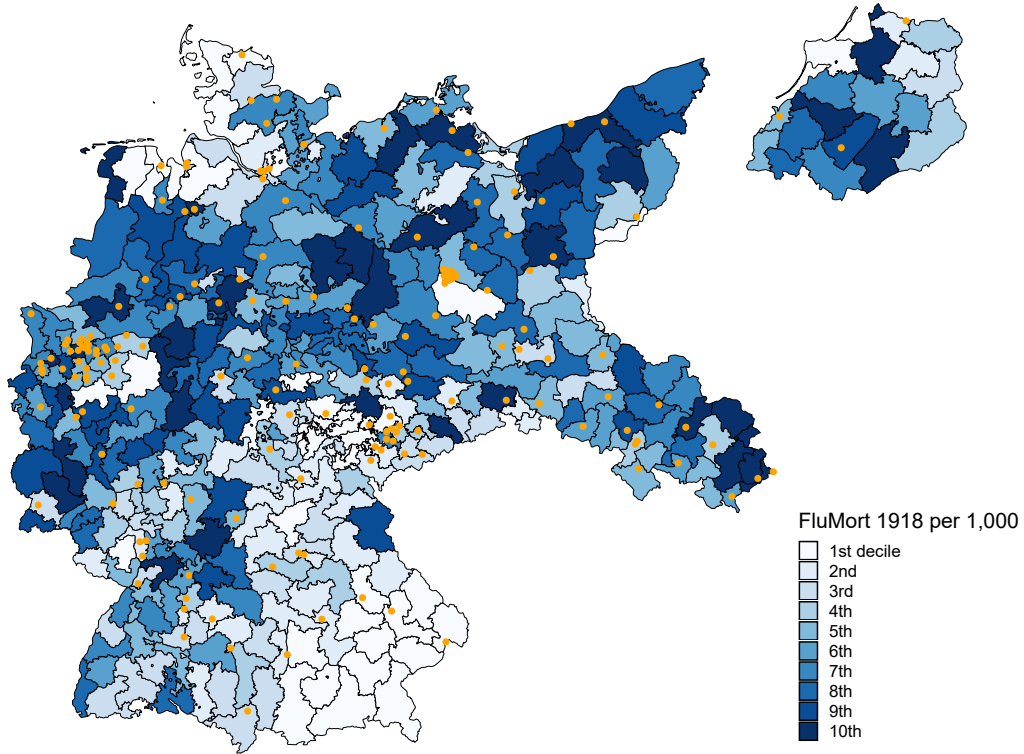 FluMort 1918 per 1,000
1st decile
2nd
3rd
4th
5th
6th
7th
8th
9th
10th